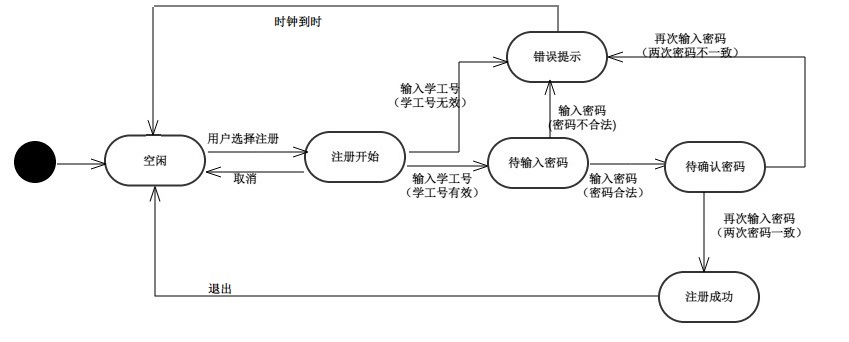 时钟到时
错误提示
再次输入密码
（两次密码不一致）
输入学工号
（学工号无效）
输入密码
(密码不合法)
用户选择注册
空闲
注册开始
待输入密码
待确认密码
取消
输入学工号
（学工号有效）
输入密码
（密码合法）
再次输入密码
（两次密码一致）
退出
注册成功